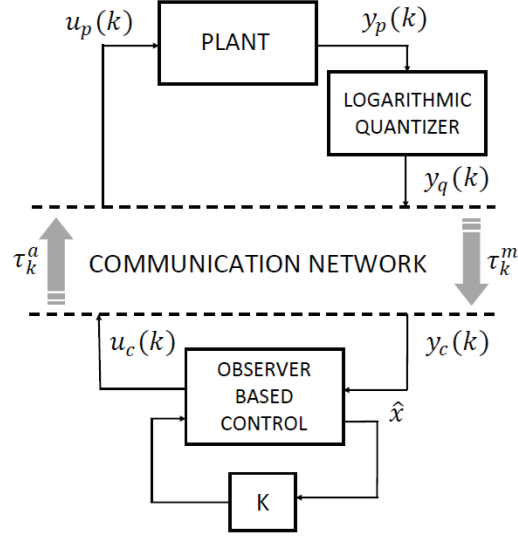 u_p(k)
y_p(k)
PLANT
LOGARITHMIC
QUANTIZER
y_q(k)
τ_k^a
COMMUNICATION NETWORK
τ_k^m
u_c(k)
y_c(k)
OBSERVER
BASED
CONTROL
x̂
K